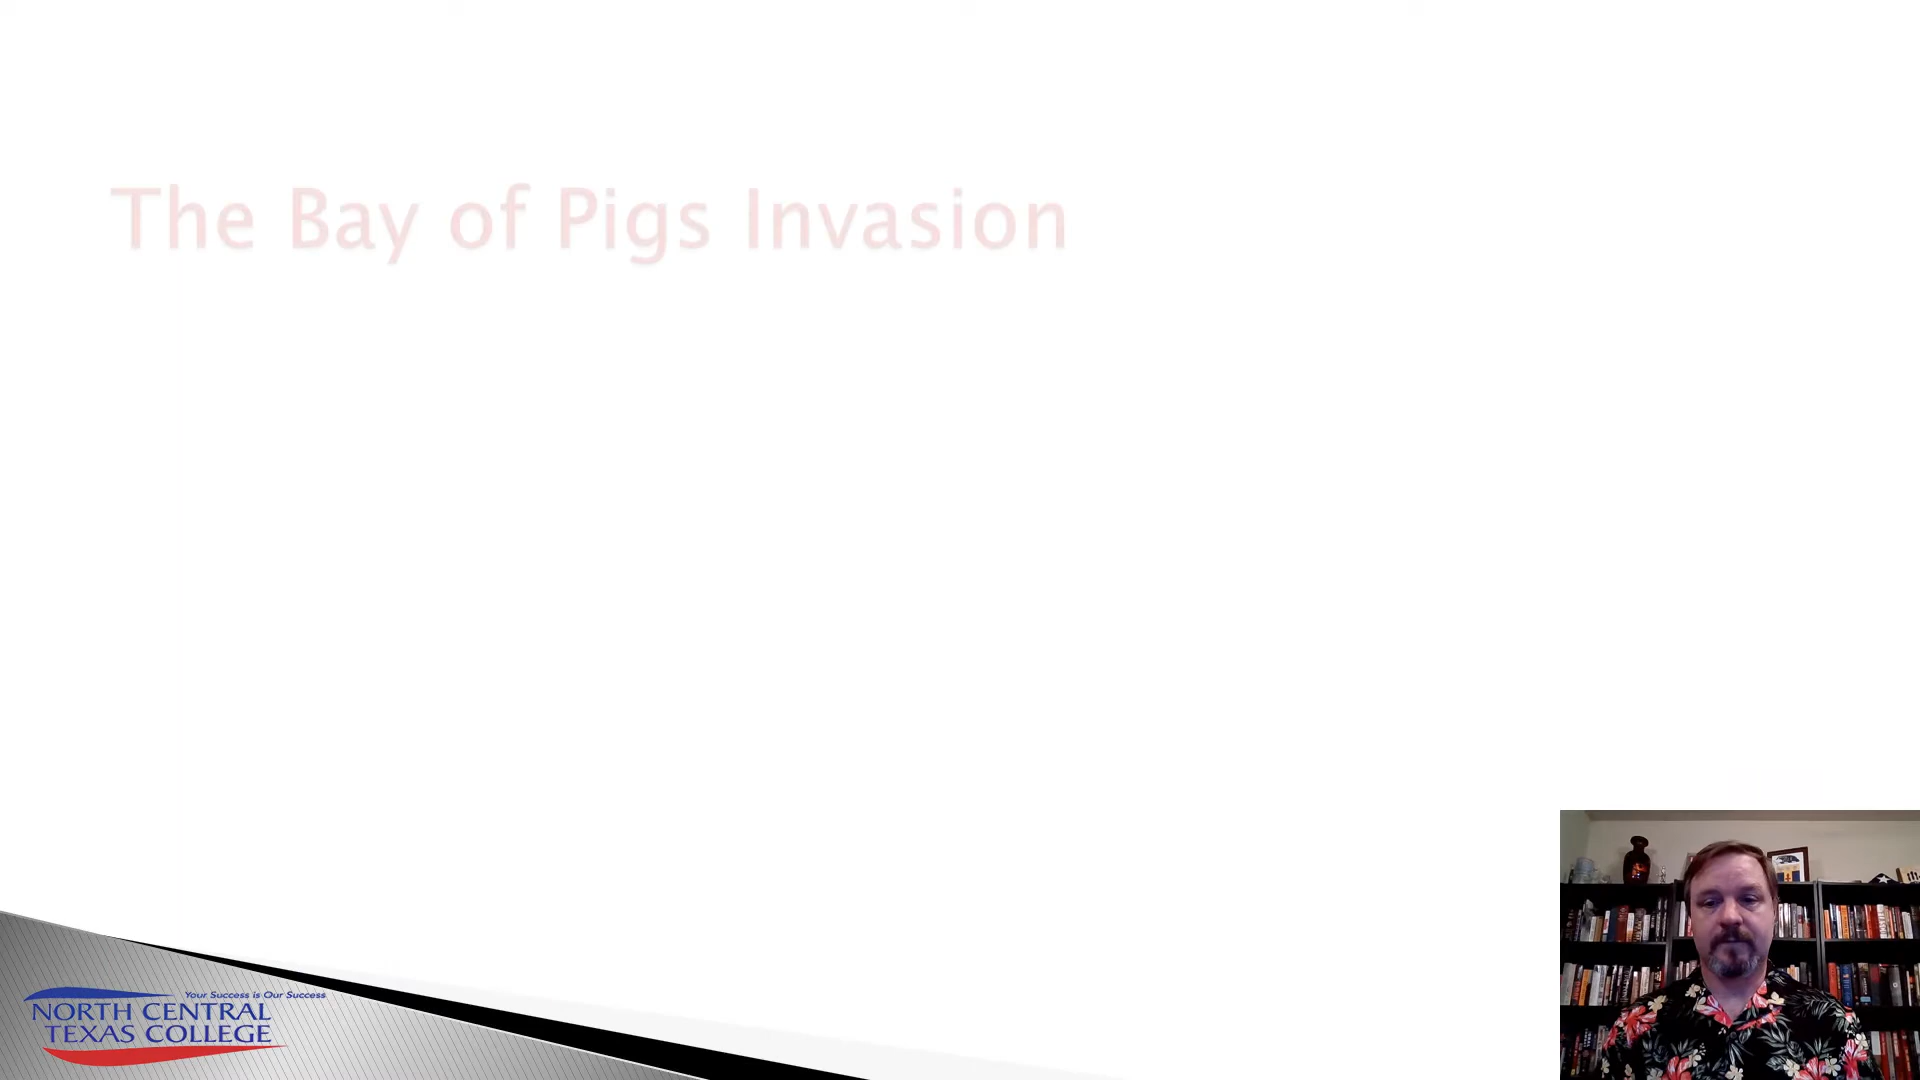 The Bay of Pigs Invasion
Your Success is Our Success
NORTH CENTRAL
TEXAS COLLEGE